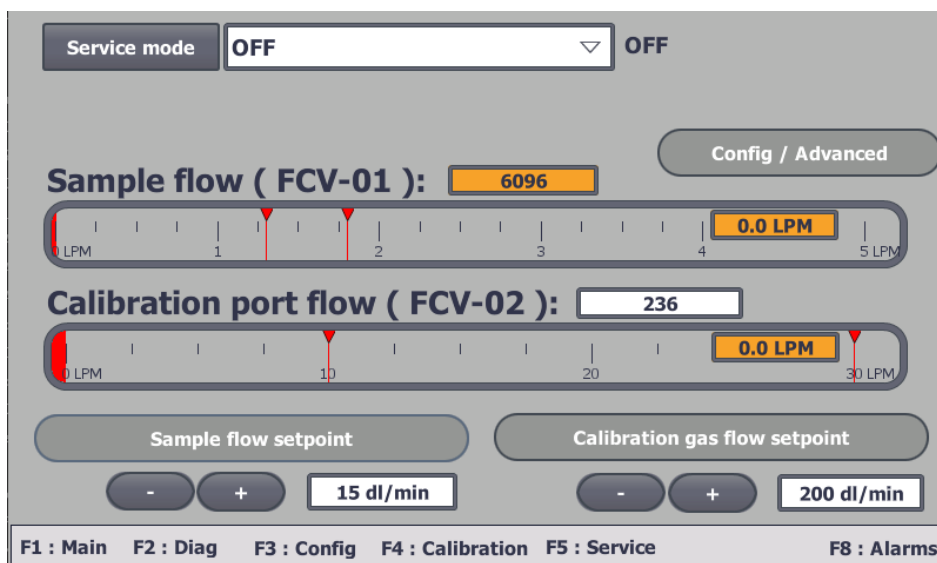 Service mode OFF OFF
Config / Advanced
Sample flow ( FCV-01 ): 6096
0.0 LPM
0 LPM 1 2 3 4 5 LPM
Calibration port flow ( FCV-02 ): 236
0.0 LPM
0 LPM 10 20 30 LPM
Sample flow setpoint Calibration gas flow setpoint
- + 15 dl/min - + 200 dl/min
F1 : Main F2 : Diag F3 : Config F4 : Calibration F5 : Service F8 : Alarms